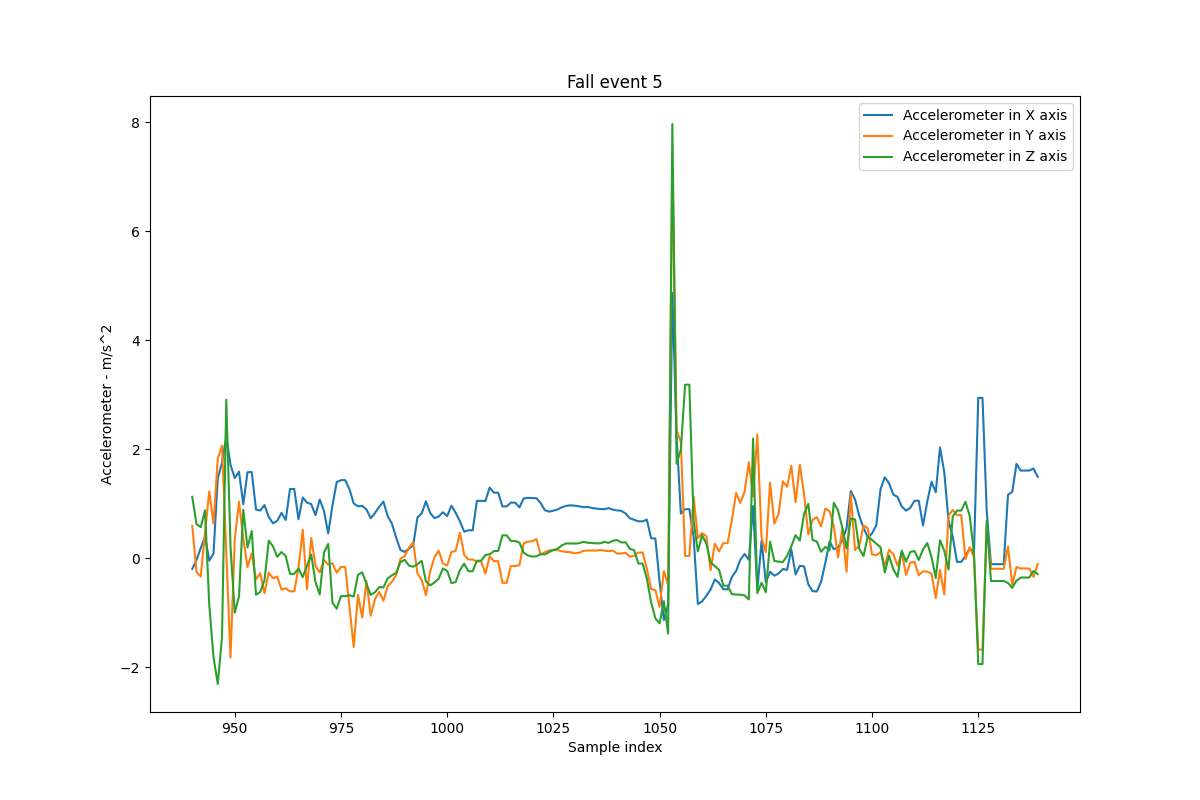 Fall event 5
Accelerometer in X axis
Accelerometer in Y axis
Accelerometer in Z axis
8
6
4
2
0
−2
Accelerometer - m/s^2
950 975 1000 1025 1050 1075 1100 1125
Sample index